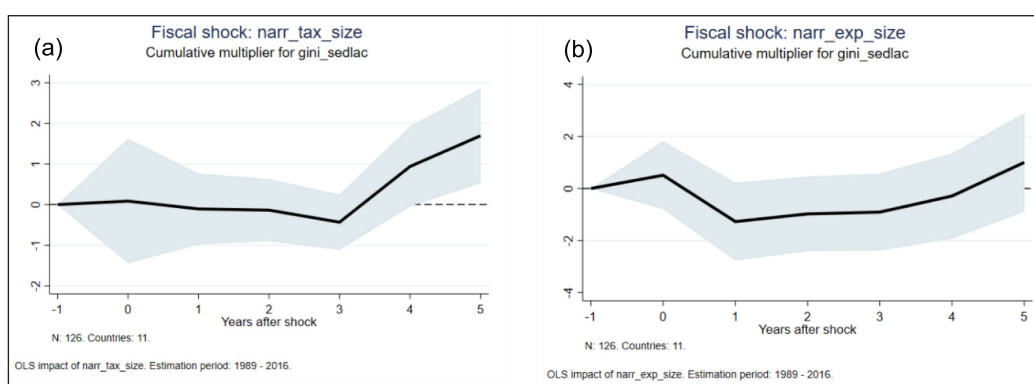 (a)
Fiscal shock: narr_tax_size
Cumulative multiplier for gini_sedlac
3
2
1
0
-1
-2
-1 0 1 2 3 4 5
Years after shock
N: 126. Countries: 11.
OLS impact of narr_tax_size. Estimation period: 1989 - 2016.
(b)
Fiscal shock: narr_exp_size
Cumulative multiplier for gini_sedlac
4
2
0
-2
-4
-1 0 1 2 3 4 5
Years after shock
N: 126. Countries: 11.
OLS impact of narr_exp_size. Estimation period: 1989 - 2016.